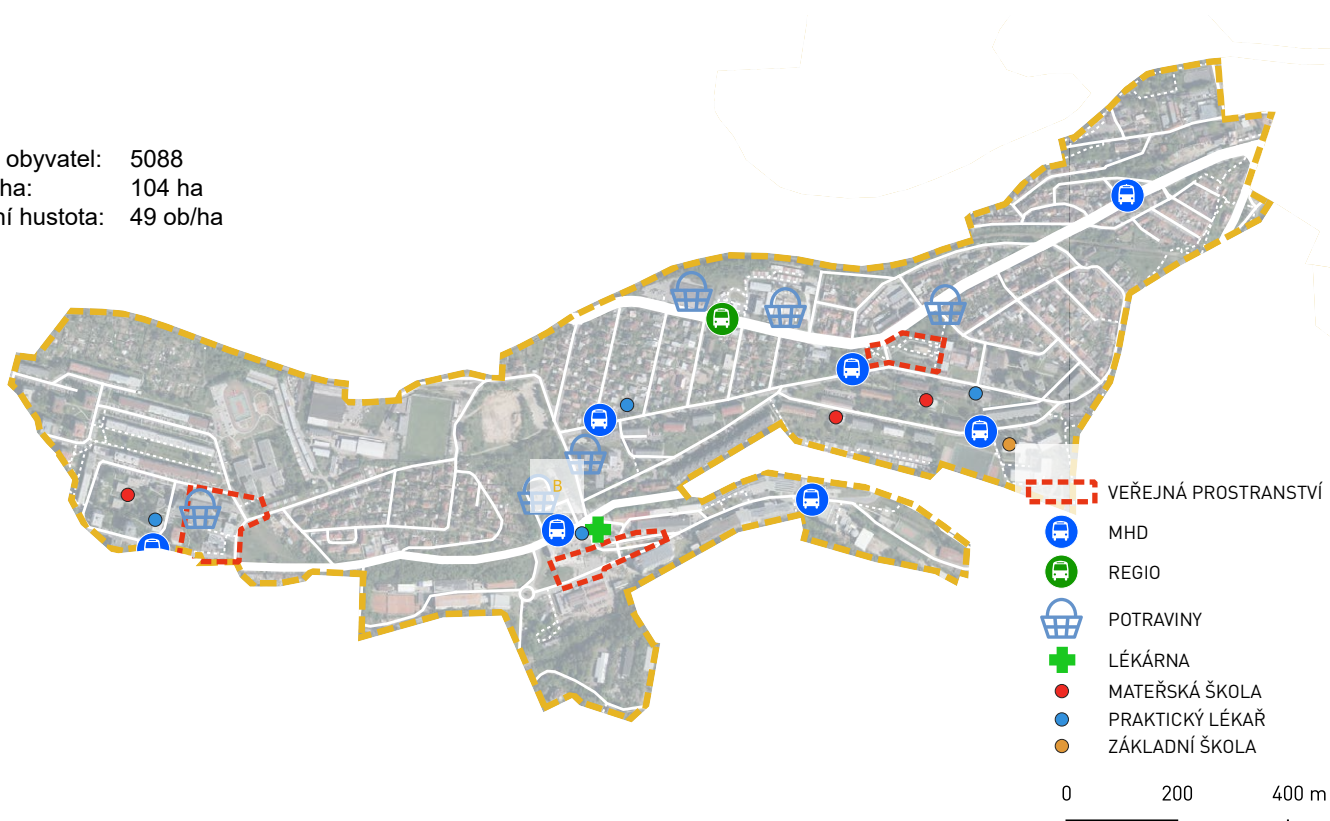 obyvatel: 5088
ha: 104 ha
ní hustota: 49 ob/ha
B
VEŘEJNÁ PROSTRANSTVÍ
MHD
REGIO
POTRAVINY
LÉKÁRNA
MATEŘSKÁ ŠKOLA
PRAKTICKÝ LÉKAŘ
ZÁKLADNÍ ŠKOLA
0 200 400 m